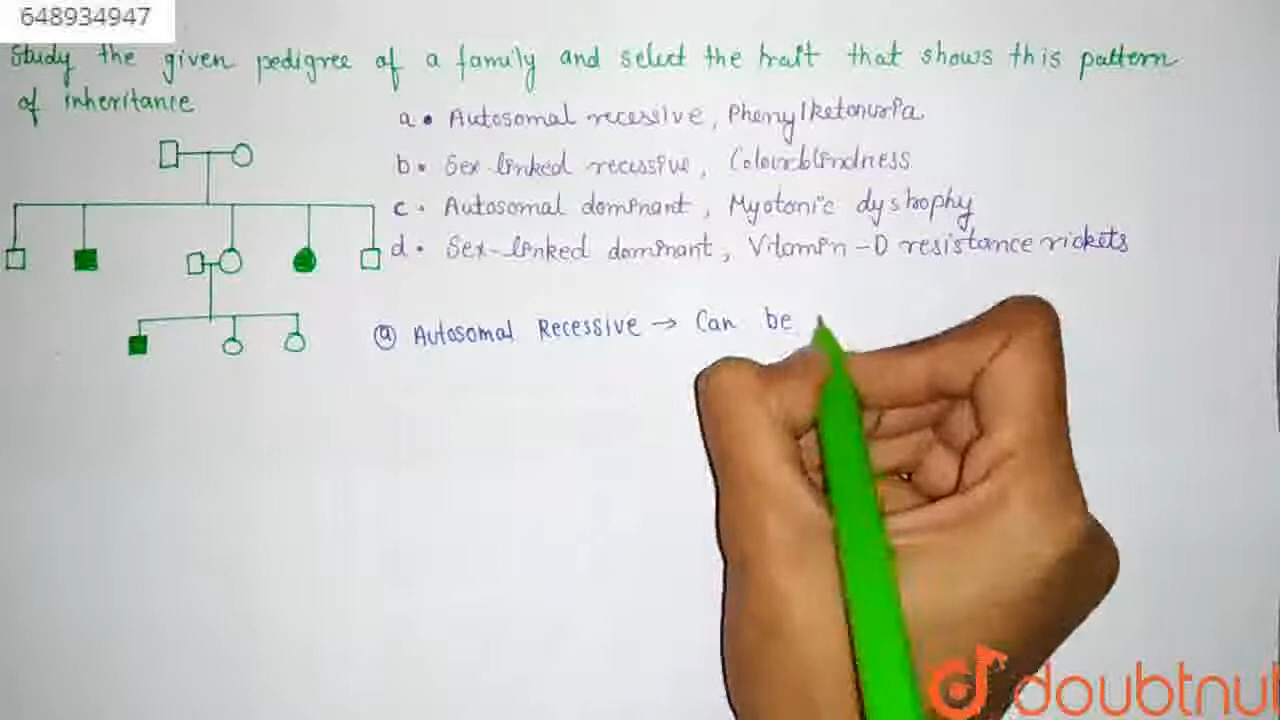 648934947
Study the given pedigree of a family and select the trait that shows this pattern
of inheritance
a. Autosomal recessive, Phenylketonuria
b. Sex linked recessive, Colourblindness
c. Autosomal dominant, Myotonic dystrophy
d. Sex-linked dominant, Vitamin-D resistance rickets
(a) Autosomal Recessive → Can be
doubtnut